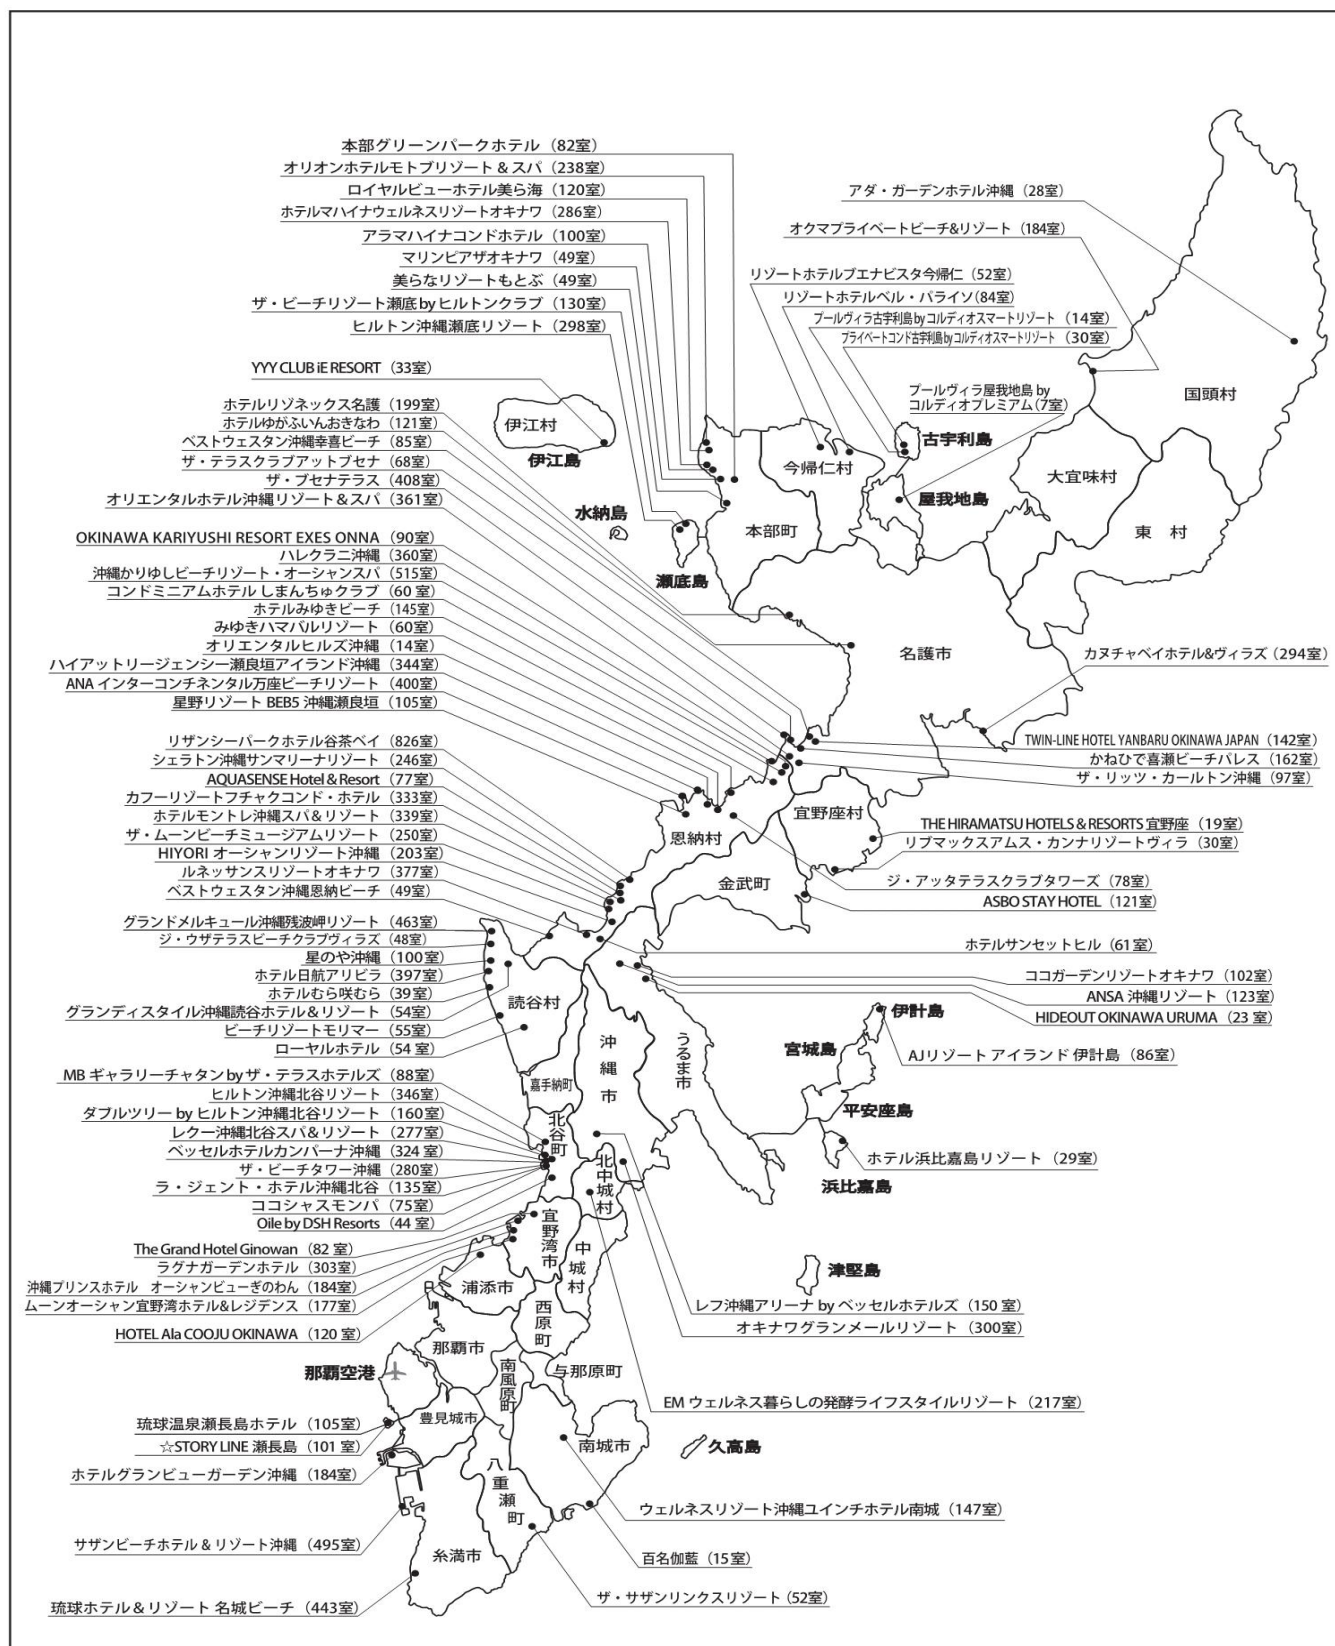 本部グリーンパークホテル（82室）
オリオンホテルモトブリゾート＆スパ（238室）
ロイヤルビューホテル美ら海（120室）
ホテルマハイナウェルネスリゾートオキナワ（286室）
アラマハイナコンドホテル（100室）
マリンピアザオキナワ（49室）
美らなリゾートもとぶ（49室）
ザ・ビーチリゾート瀬底 by ヒルトンクラブ（130室）
ヒルトン沖縄瀬底リゾート（298室）
アダ・ガーデンホテル沖縄（28室）
オクマプライベートビーチ&リゾート（184室）
リゾートホテルブエナビスタ今帰仁（52室）
リゾートホテルベル・パライソ（84室）
プールヴィラ古宇利島 by コルディオスマートリゾート（14室）
プライベートコンド古宇利島 by コルディオスマートリゾート（30室）
プールヴィラ屋我地島 by
コルディオプレミアム（7室）
YYY CLUB iE RESORT（33室）
伊江村
伊江島
国頭村
古宇利島
今帰仁村
大宜味村
屋我地島
水納島
本部町
東　村
瀬底島
ホテルリゾネックス名護（199室）
ホテルゆがふいんおきなわ（121室）
ベストウェスタン沖縄幸喜ビーチ（85室）
ザ・テラスクラブアットブセナ（68室）
ザ・ブセナテラス（408室）
オリエンタルホテル沖縄リゾート＆スパ（361室）
OKINAWA KARIYUSHI RESORT EXES ONNA（90室）
ハレクラニ沖縄（360室）
沖縄かりゆしビーチリゾート・オーシャンスパ（515室）
コンドミニアムホテル しまんちゅクラブ（60 室）
ホテルみゆきビーチ（145室）
みゆきハマバルリゾート（60室）
オリエンタルヒルズ沖縄（14室）
ハイアットリージェンシー瀬良垣アイランド沖縄（344室）
ANA インターコンチネンタル万座ビーチリゾート（400室）
星野リゾート BEB5 沖縄瀬良垣（105室）
名護市
カヌチャベイホテル&ヴィラズ（294室）
TWIN-LINE HOTEL YANBARU OKINAWA JAPAN（142室）
かねひで喜瀬ビーチパレス（162室）
ザ・リッツ・カールトン沖縄（97室）
リザンシーパークホテル谷茶ベイ（826室）
シェラトン沖縄サンマリーナリゾート（246室）
AQUASENSE Hotel & Resort（77室）
カフーリゾートフチャクコンド・ホテル（333室）
ホテルモントレ沖縄スパ＆リゾート（339室）
ザ・ムーンビーチミュージアムリゾート（250室）
HIYORI オーシャンリゾート沖縄（203室）
ルネッサンスリゾートオキナワ（377室）
ベストウェスタン沖縄恩納ビーチ（49室）
恩納村
宜野座村
金武町
THE HIRAMATSU HOTELS & RESORTS 宜野座（19室）
リブマックスアムス・カンナリゾートヴィラ（30室）
ジ・アッタテラスクラブタワーズ（78室）
ASBO STAY HOTEL（121室）
ホテルサンセットヒル（61室）
ココガーデンリゾートオキナワ（102室）
ANSA 沖縄リゾート（123室）
HIDEOUT OKINAWA URUMA（23 室）
グランドメルキュール沖縄残波岬リゾート（463室）
ジ・ウザテラスビーチクラブヴィラズ（48室）
星のや沖縄（100室）
ホテル日航アリビラ（397室）
ホテルむら咲むら（39室）
グランディスタイル沖縄読谷ホテル＆リゾート（54室）
ビーチリゾートモリマー（55室）
ローヤルホテル（54 室）
読谷村
沖縄市
うるま市
嘉手納町
北谷町
北中城村
伊計島
宮城島
AJリゾート アイランド 伊計島（86室）
平安座島
ホテル浜比嘉島リゾート（29室）
浜比嘉島
MB ギャラリーチャタン by ザ・テラスホテルズ（88室）
ヒルトン沖縄北谷リゾート（346室）
ダブルツリー by ヒルトン沖縄北谷リゾート（160室）
レクー沖縄北谷スパ＆リゾート（277室）
ベッセルホテルカンパーナ沖縄（324 室）
ザ・ビーチタワー沖縄（280室）
ラ・ジェント・ホテル沖縄北谷（135室）
ココシャスモンパ（75室）
Oile by DSH Resorts（44 室）
The Grand Hotel Ginowan（82 室）
ラグナガーデンホテル（303室）
沖縄プリンスホテル　オーシャンビューぎのわん（184室）
ムーンオーシャン宜野湾ホテル&レジデンス（177室）
HOTEL Ala COOJU OKINAWA（120 室）
宜野湾市
中城村
浦添市
西原町
那覇市
南風原町
与那原町
那覇空港
豊見城市
南城市
八重瀬町
糸満市
津堅島
久高島
レフ沖縄アリーナ by ベッセルホテルズ（150 室）
オキナワグランメールリゾート（300室）
EM ウェルネス暮らしの発酵ライフスタイルリゾート（217室）
琉球温泉瀬長島ホテル（105室）
☆STORY LINE 瀬長島（101 室）
ホテルグランビューガーデン沖縄（184室）
サザンビーチホテル＆リゾート沖縄（495室）
琉球ホテル＆リゾート 名城ビーチ（443室）
ウェルネスリゾート沖縄ユインチホテル南城（147室）
百名伽藍（15室）
ザ・サザンリンクスリゾート（52室）